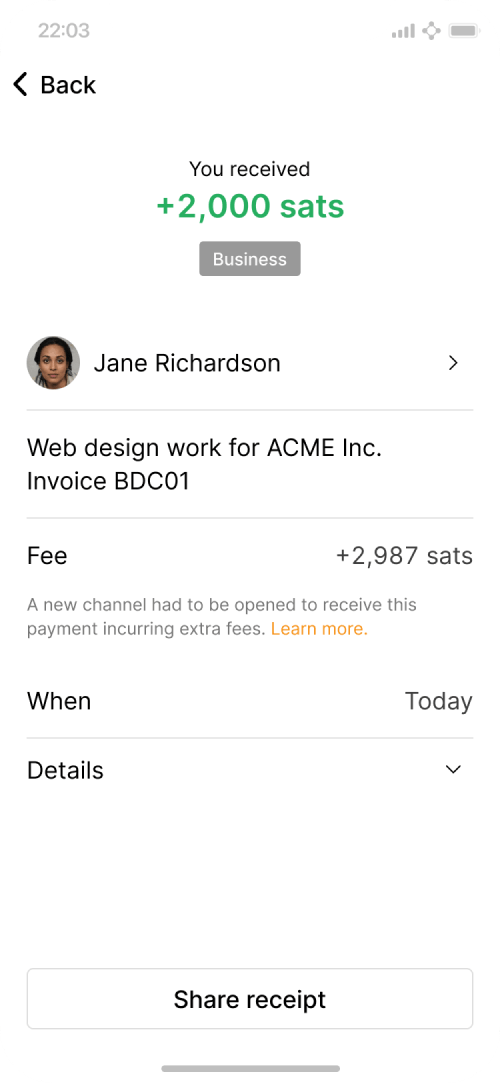 22:03
Back
You received
+2,000 sats
Business
Jane Richardson
Web design work for ACME Inc.
Invoice BDC01
Fee +2,987 sats
A new channel had to be opened to receive this
payment incurring extra fees. Learn more.
When Today
Details
Share receipt